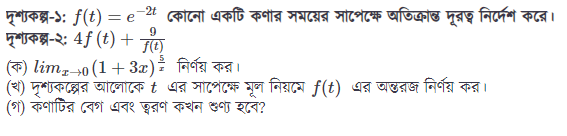 দৃশ্যকল্প-১: f(t) = e^{-2t} কোনো একটি কণার সময়ের সাপেক্ষে অতিক্রান্ত দূরত্ব নির্দেশ করে।
দৃশ্যকল্প-২: 4f(t) + \frac{9}{f(t)}
(ক) lim_{x→0}(1 + 3x)^{\frac{5}{x}} নির্ণয় কর।
(খ) দৃশ্যকল্পের আলোকে t এর সাপেক্ষে মূল নিয়মে f(t) এর অন্তরজ নির্ণয় কর।
(গ) কণাটির বেগ এবং ত্বরণ কখন শুণ্য হবে?